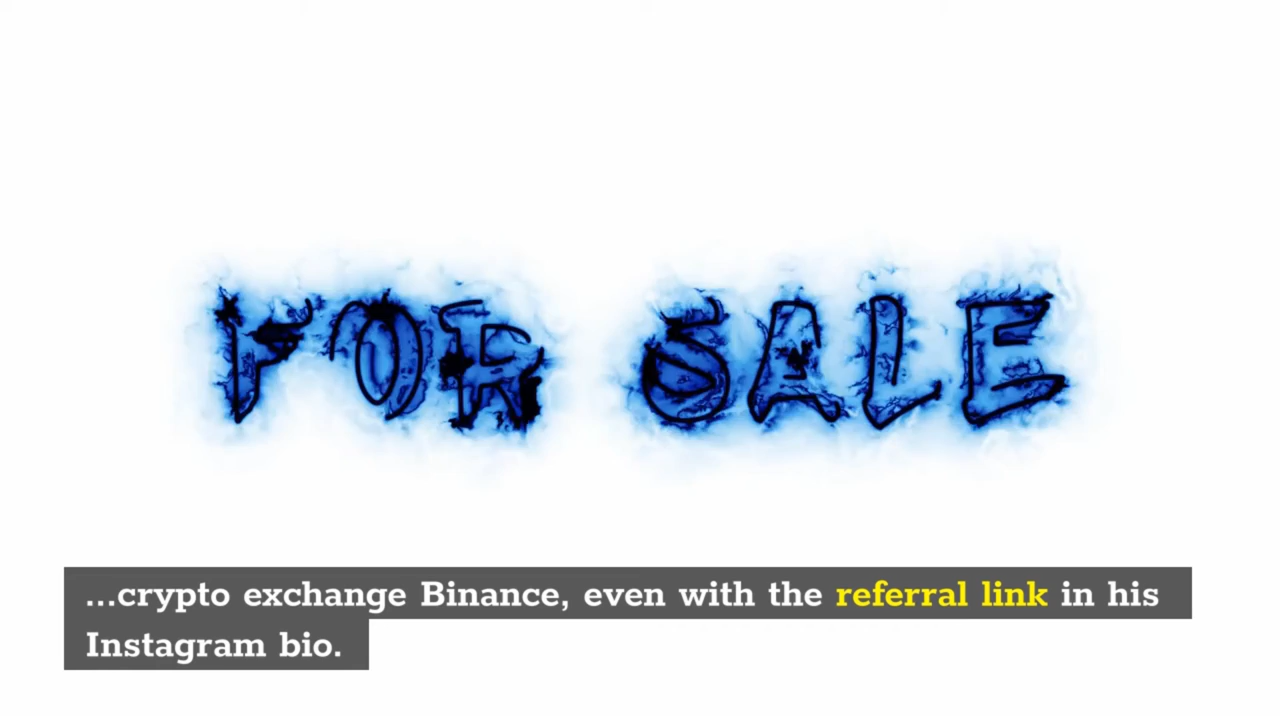 FOR SALE
...crypto exchange Binance, even with the referral link in his
Instagram bio.